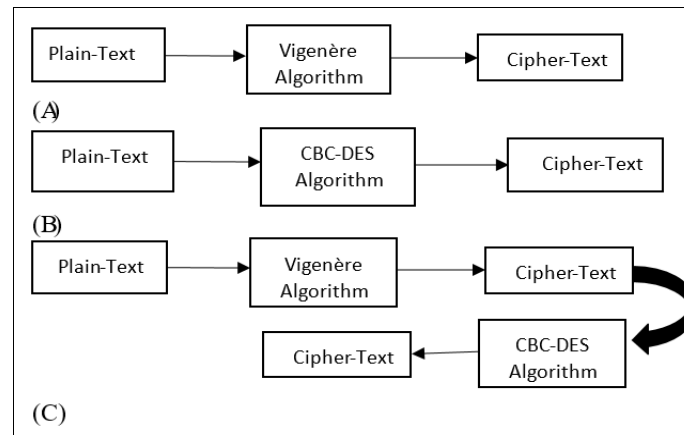 Plain-Text
Vigenère
Algorithm
Cipher-Text
(A)
Plain-Text
CBC-DES
Algorithm
Cipher-Text
(B)
Plain-Text
Vigenère
Algorithm
Cipher-Text
Cipher-Text
CBC-DES
Algorithm
(C)